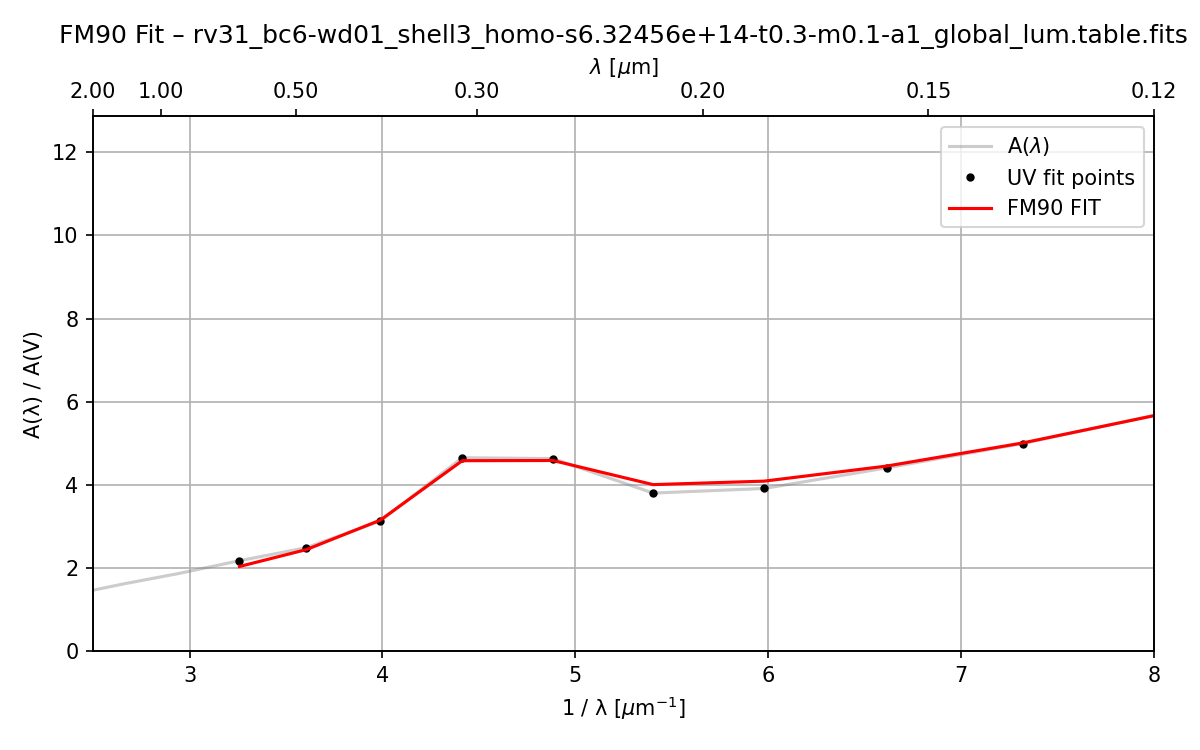 FM90 Fit – rv31_bc6-wd01_shell3_homo-s6.32456e+14-t0.3-m0.1-a1_global_lum.table.fits
λ [μm]
2.00 1.00 0.50 0.30 0.20 0.15 0.12
A(λ)
UV fit points
FM90 FIT
A(λ) / A(V)
12
10
8
6
4
2
0
3 4 5 6 7 8
1 / λ [μm⁻¹]